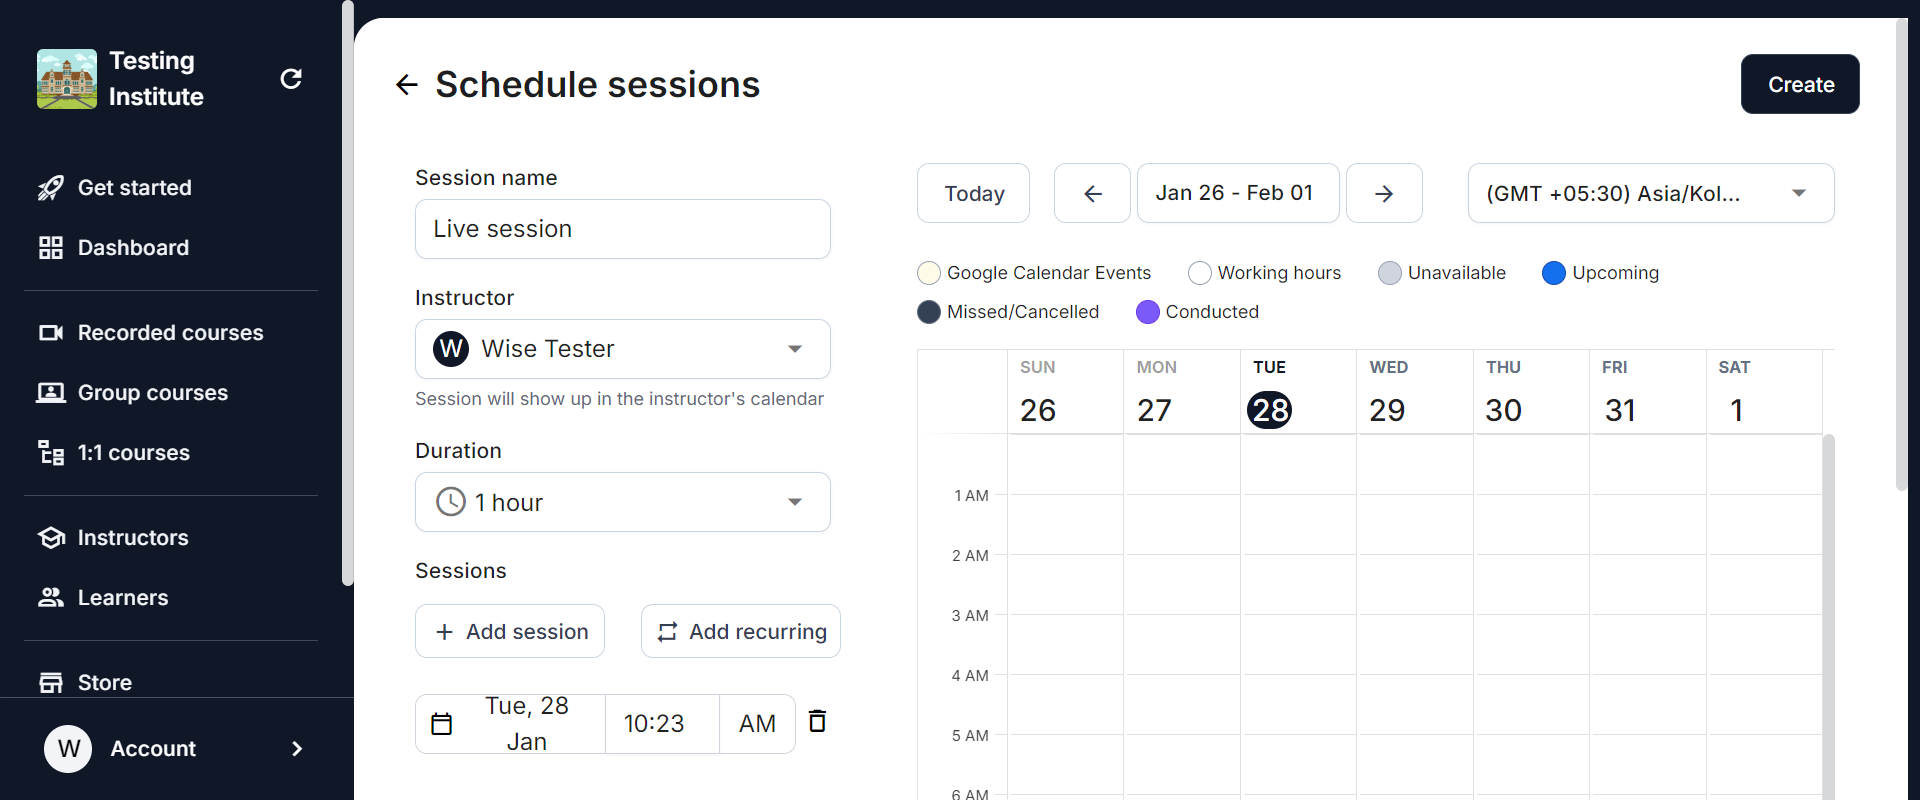 Testing
Institute
Get started
Dashboard
Recorded courses
Group courses
1:1 courses
Instructors
Learners
Store
W Account
Schedule sessions
Create
Session name
Live session
Instructor
W Wise Tester
Session will show up in the instructor's calendar
Duration
1 hour
Sessions
Add session Add recurring
Tue, 28
Jan
10:23 AM
Today Jan 26 - Feb 01 (GMT +05:30) Asia/Kol...
Google Calendar Events Working hours Unavailable Upcoming
Missed/Cancelled Conducted
SUN MON TUE WED THU FRI SAT
26 27 28 29 30 31 1
1 AM
2 AM
3 AM
4 AM
5 AM
6 AM